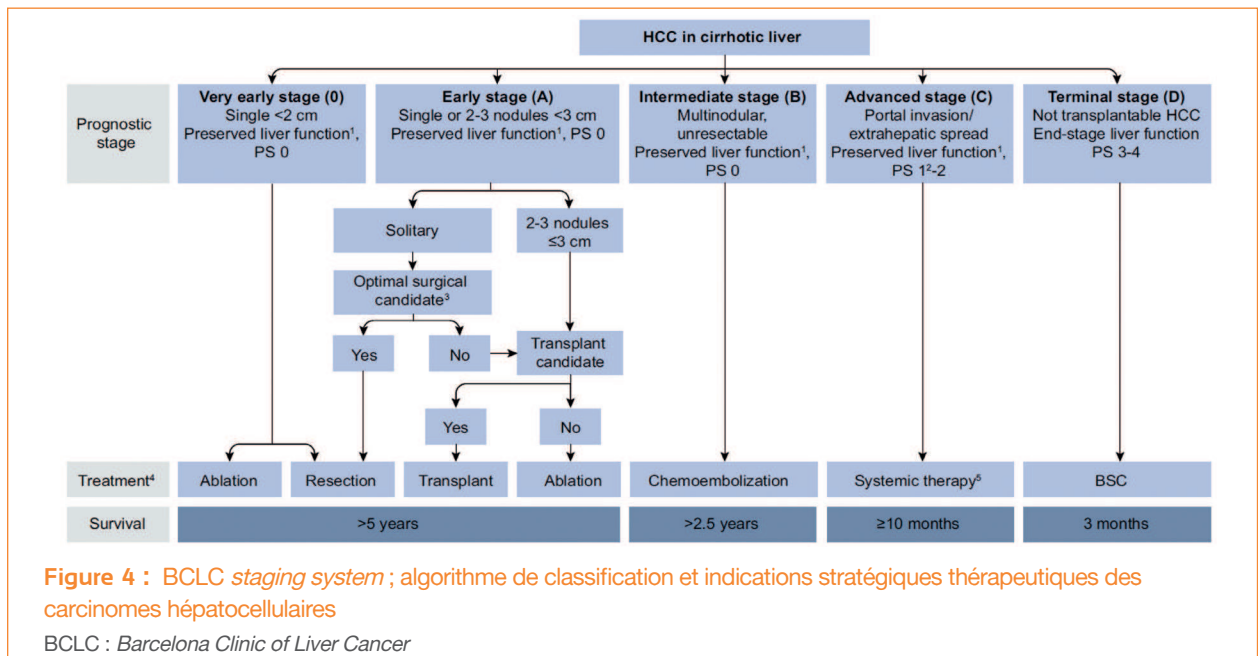 HCC in cirrhotic liver
Prognostic
stage
Very early stage (0)
Single <2 cm
Preserved liver function¹,
PS 0
Early stage (A)
Single or 2-3 nodules <3 cm
Preserved liver function¹, PS 0
Intermediate stage (B)
Multinodular,
unresectable
Preserved liver function¹,
PS 0
Advanced stage (C)
Portal invasion/
extrahepatic spread
Preserved liver function¹,
PS 1²-2
Terminal stage (D)
Not transplantable HCC
End-stage liver function
PS 3-4
Solitary
2-3 nodules
≤3 cm
Optimal surgical
candidate³
Yes
No
Transplant
candidate
Yes
No
Treatment⁴
Ablation
Resection
Transplant
Ablation
Chemoembolization
Systemic therapy⁵
BSC
Survival
>5 years
>2.5 years
≥10 months
3 months
Figure 4 : BCLC staging system ; algorithme de classification et indications stratégiques thérapeutiques des
carcinomes hépatocellulaires
BCLC : Barcelona Clinic of Liver Cancer